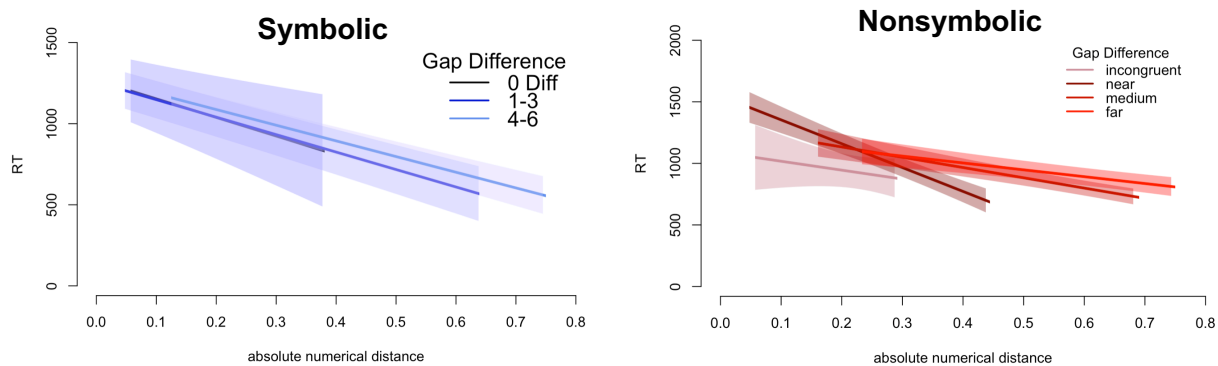 Symbolic
Gap Difference
0 Diff
1-3
4-6
RT
1500
1000
500
0
0.0 0.1 0.2 0.3 0.4 0.5 0.6 0.7 0.8
absolute numerical distance
Nonsymbolic
Gap Difference
incongruent
near
medium
far
RT
2000
1500
1000
500
0
0.0 0.1 0.2 0.3 0.4 0.5 0.6 0.7 0.8
absolute numerical distance